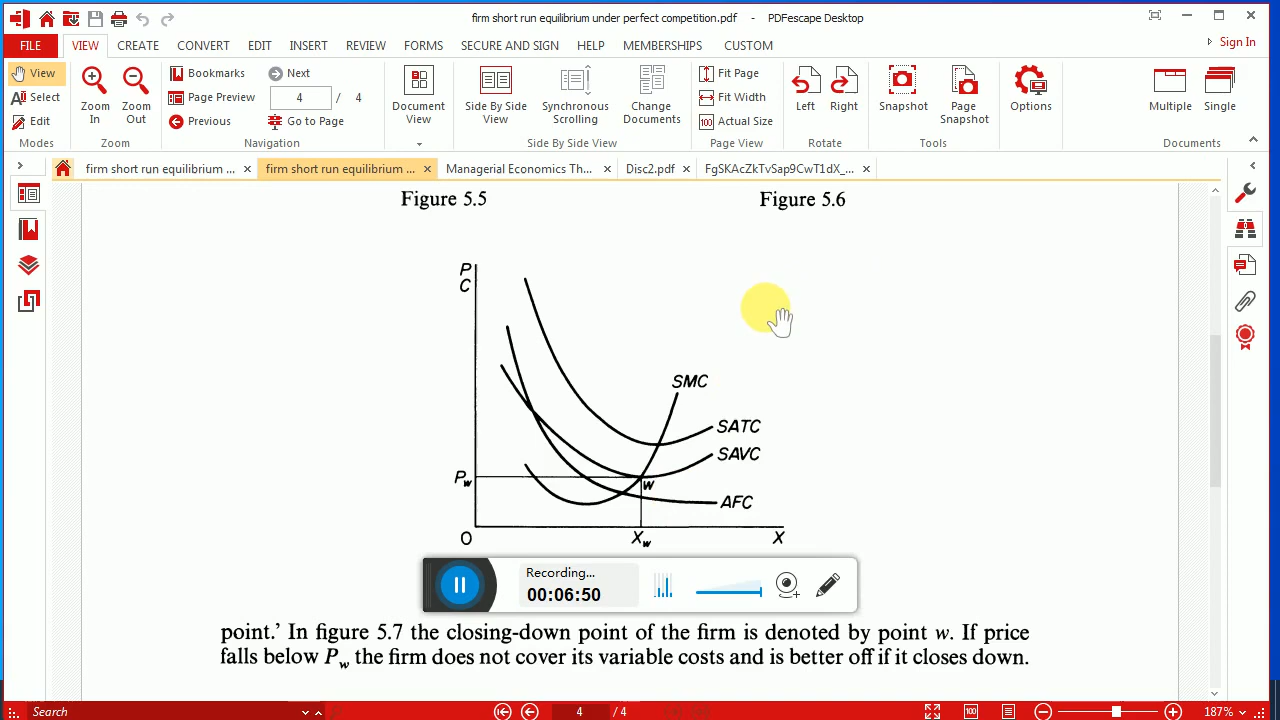 firm short run equilibrium under perfect competition.pdf - PDFescape Desktop
FILE VIEW CREATE CONVERT EDIT INSERT REVIEW FORMS SECURE AND SIGN HELP MEMBERSHIPS CUSTOM Sign In
View
Select
Edit
Modes
Zoom In
Zoom Out
Zoom
Bookmarks Next
Page Preview 4 4
Previous Go to Page
Navigation
Document View
Side By Side View
Synchronous Scrolling
Change Documents
Side By Side View
Fit Page
Fit Width
100 Actual Size
Page View
Left Right
Rotate
Snapshot
Page Snapshot
Tools
Options
Multiple Single
Documents
firm short run equilibrium ... firm short run equilibrium ... Managerial Economics Th... Disc2.pdf FgSKAcZkTvSap9CwT1dX_...
Figure 5.5 Figure 5.6
P
C
SMC
SATC
SAVC
Pw w
AFC
O Xw X
Recording...
00:06:50
point.' In figure 5.7 the closing-down point of the firm is denoted by point w. If price
falls below Pw the firm does not cover its variable costs and is better off if it closes down.
Search 4 / 4 100 187%